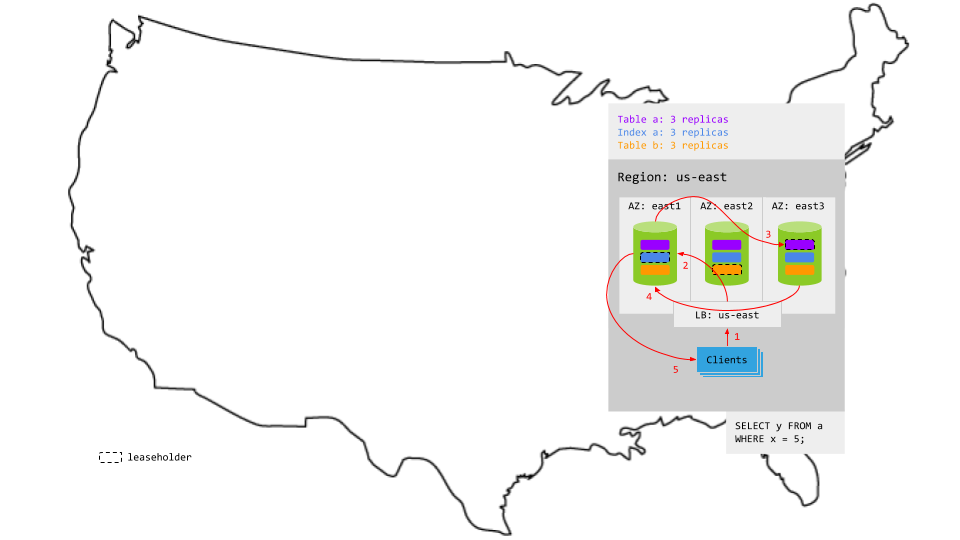 Table a: 3 replicas
Index a: 3 replicas
Table b: 3 replicas
Region: us-east
AZ: east1
AZ: east2
AZ: east3
3
2
4
LB: us-east
1
Clients
5
SELECT y FROM a
WHERE x = 5;
leaseholder